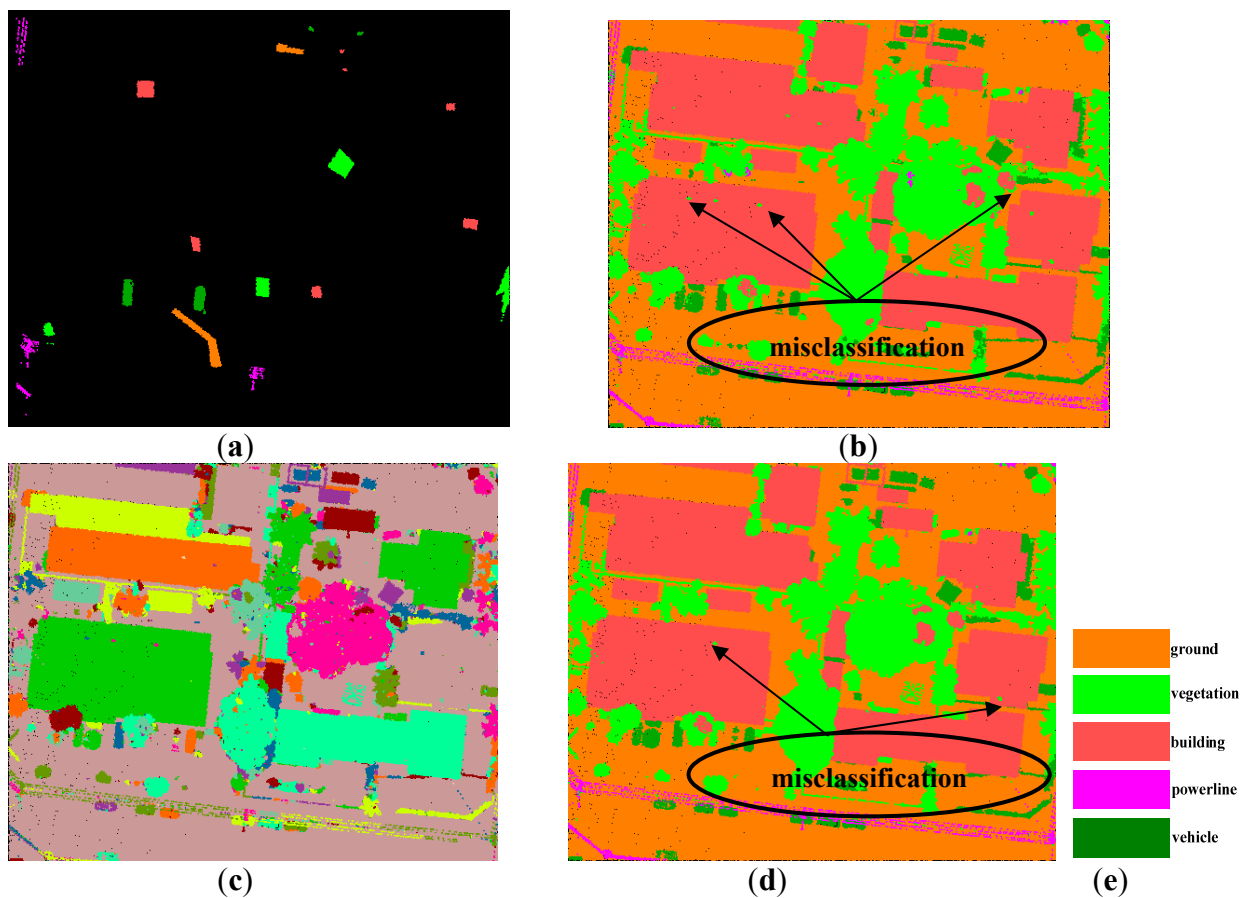 misclassification
(a)
(b)
misclassification
ground
vegetation
building
powerline
vehicle
(c)
(d)
(e)